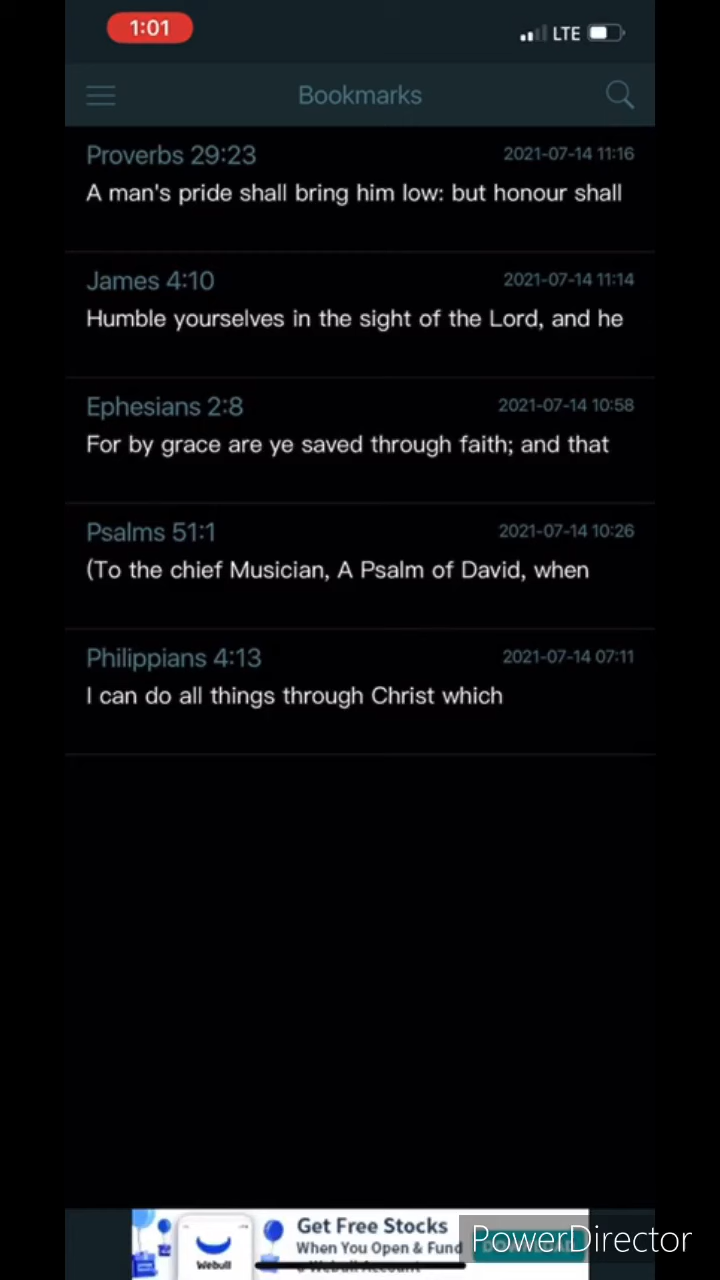 1:01
LTE
Bookmarks
Proverbs 29:23
2021-07-14 11:16
A man's pride shall bring him low: but honour shall
James 4:10
2021-07-14 11:14
Humble yourselves in the sight of the Lord, and he
Ephesians 2:8
2021-07-14 10:58
For by grace are ye saved through faith; and that
Psalms 51:1
2021-07-14 10:26
(To the chief Musician, A Psalm of David, when
Philippians 4:13
2021-07-14 07:11
I can do all things through Christ which
Get Free Stocks
When You Open & Fund
a Webull Account
Webull
PowerDirector